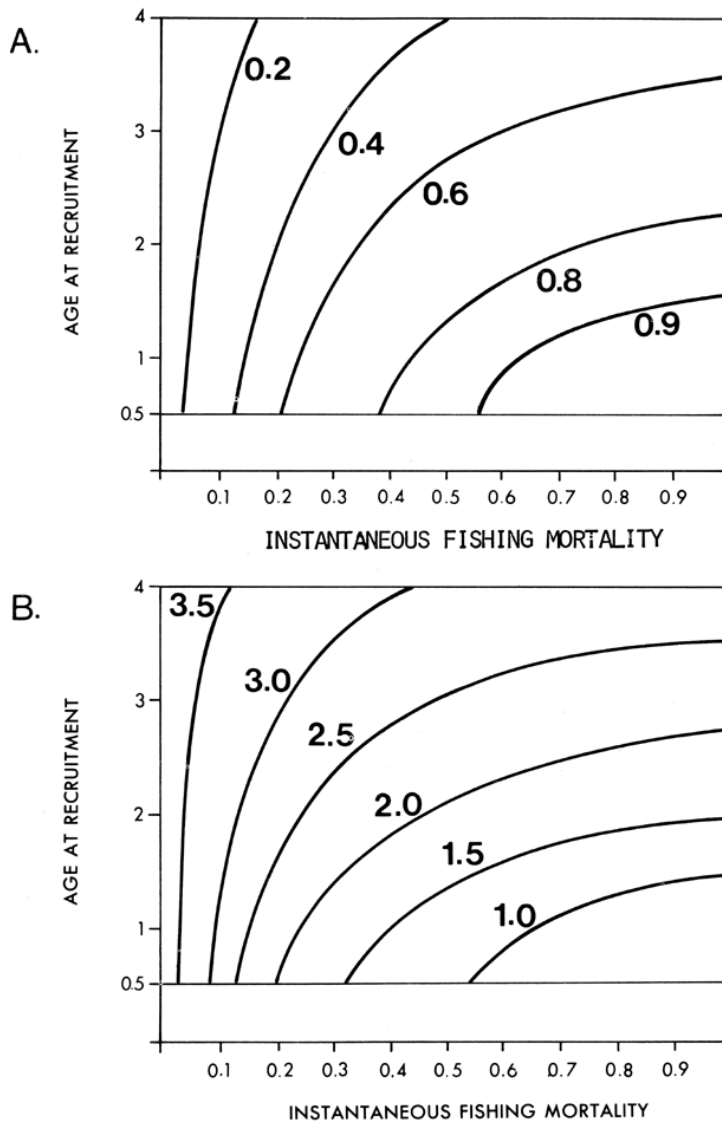 A.
4
0.2
3
0.4
0.6
AGE AT RECRUITMENT
2
0.8
0.9
1
0.5
0.1 0.2 0.3 0.4 0.5 0.6 0.7 0.8 0.9
INSTANTANEOUS FISHING MORTALITY
B.
4
3.5
3.0
3
2.5
AGE AT RECRUITMENT
2.0
2
1.5
1.0
1
0.5
0.1 0.2 0.3 0.4 0.5 0.6 0.7 0.8 0.9
INSTANTANEOUS FISHING MORTALITY